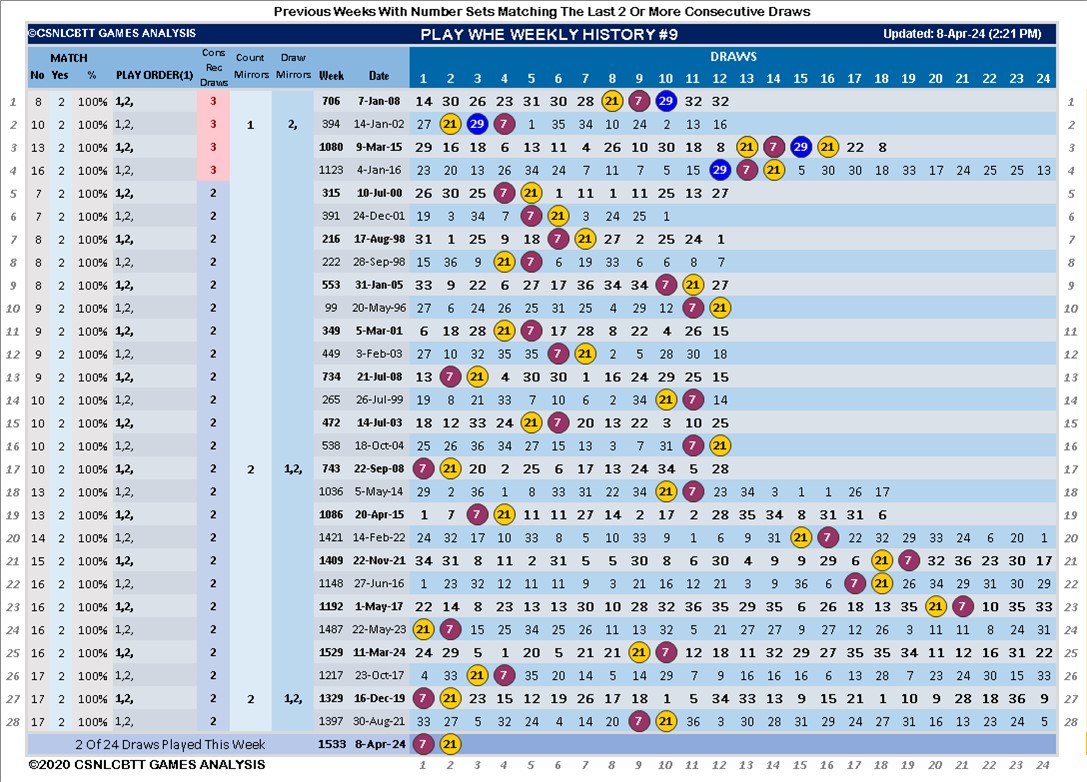 Previous Weeks With Number Sets Matching The Last 2 Or More Consecutive Draws
©CSNLCBTT GAMES ANALYSIS PLAY WHE WEEKLY HISTORY #9 Updated: 8-Apr-24 (2:21 PM)
MATCH Cons Rec Draws Count Mirrors Draw Mirrors DRAWS
No Yes % PLAY ORDER(1) Week Date 1 2 3 4 5 6 7 8 9 10 11 12 13 14 15 16 17 18 19 20 21 22 23 24
1 8 2 100% 1,2, 3 706 7-Jan-08 14 30 26 23 31 30 28 21 7 29 32 32 1
2 10 2 100% 1,2, 3 1 2, 394 14-Jan-02 27 21 29 7 1 35 34 10 24 2 13 16 2
3 13 2 100% 1,2, 3 1080 9-Mar-15 29 16 18 6 13 11 4 26 10 30 18 8 21 7 29 21 22 8 3
4 16 2 100% 1,2, 3 1123 4-Jan-16 23 20 13 26 34 24 7 11 7 5 15 29 7 21 5 30 30 18 33 17 24 25 25 13 4
5 7 2 100% 1,2, 2 315 10-Jul-00 26 30 25 7 21 1 11 1 11 25 13 27 5
6 7 2 100% 1,2, 2 391 24-Dec-01 19 3 34 7 7 21 3 24 25 1 6
7 8 2 100% 1,2, 2 216 17-Aug-98 31 1 25 9 18 7 21 27 2 25 24 1 7
8 8 2 100% 1,2, 2 222 28-Sep-98 15 36 9 21 7 6 19 33 6 6 8 7 8
9 8 2 100% 1,2, 2 553 31-Jan-05 33 9 22 6 27 17 36 34 34 7 21 27 9
10 9 2 100% 1,2, 2 99 20-May-96 27 6 24 26 25 31 25 4 29 12 7 21 10
11 9 2 100% 1,2, 2 349 5-Mar-01 6 18 28 21 7 17 28 8 22 4 26 15 11
12 9 2 100% 1,2, 2 449 3-Feb-03 27 10 32 35 35 7 21 2 5 28 30 18 12
13 9 2 100% 1,2, 2 734 21-Jul-08 13 7 21 4 30 30 1 16 24 29 25 15 13
14 10 2 100% 1,2, 2 265 26-Jul-99 19 8 21 33 7 10 6 2 34 21 7 14 14
15 10 2 100% 1,2, 2 472 14-Jul-03 18 12 33 24 21 7 20 13 22 3 10 25 15
16 10 2 100% 1,2, 2 538 18-Oct-04 25 26 36 34 27 15 13 3 7 31 7 21 16
17 10 2 100% 1,2, 2 2 1,2, 743 22-Sep-08 7 21 20 2 25 6 17 13 24 34 5 28 17
18 13 2 100% 1,2, 2 1036 5-May-14 29 2 36 1 8 33 31 22 34 21 7 23 34 3 1 1 26 17 18
19 13 2 100% 1,2, 2 1086 20-Apr-15 1 7 7 21 11 11 27 14 2 17 2 28 35 34 8 31 31 6 19
20 14 2 100% 1,2, 2 1421 14-Feb-22 24 32 17 10 33 8 5 10 33 9 1 6 9 31 21 7 22 32 29 33 24 6 20 1 20
21 15 2 100% 1,2, 2 1409 22-Nov-21 34 31 8 11 2 31 5 5 30 8 6 30 4 9 9 29 6 21 7 32 36 23 30 17 21
22 16 2 100% 1,2, 2 1148 27-Jun-16 1 23 32 12 11 11 9 3 21 16 12 21 3 9 36 6 7 21 26 34 29 31 30 29 22
23 16 2 100% 1,2, 2 1192 1-May-17 22 14 8 23 13 13 30 10 28 32 36 35 29 35 6 26 18 13 35 21 7 10 35 33 23
24 16 2 100% 1,2, 2 1487 22-May-23 21 7 15 25 34 25 26 11 13 32 5 21 27 27 9 27 12 26 3 11 11 8 24 31 24
25 16 2 100% 1,2, 2 1529 11-Mar-24 24 29 5 1 20 5 21 21 21 7 12 18 11 32 29 27 35 35 34 11 12 16 31 22 25
26 16 2 100% 1,2, 2 1217 23-Oct-17 4 33 21 7 35 20 14 5 14 29 7 9 16 16 16 6 13 28 7 23 24 30 15 33 26
27 17 2 100% 1,2, 2 2 1,2, 1329 16-Dec-19 7 21 23 15 12 19 26 17 18 1 5 34 33 13 9 15 21 1 10 9 28 18 36 9 27
28 17 2 100% 1,2, 2 1397 30-Aug-21 33 27 5 32 24 4 14 20 7 21 36 3 30 28 31 29 24 27 31 16 13 23 24 5 28
2 Of 24 Draws Played This Week 1533 8-Apr-24 7 21
©2020 CSNLCBTT GAMES ANALYSIS 1 2 3 4 5 6 7 8 9 10 11 12 13 14 15 16 17 18 19 20 21 22 23 24